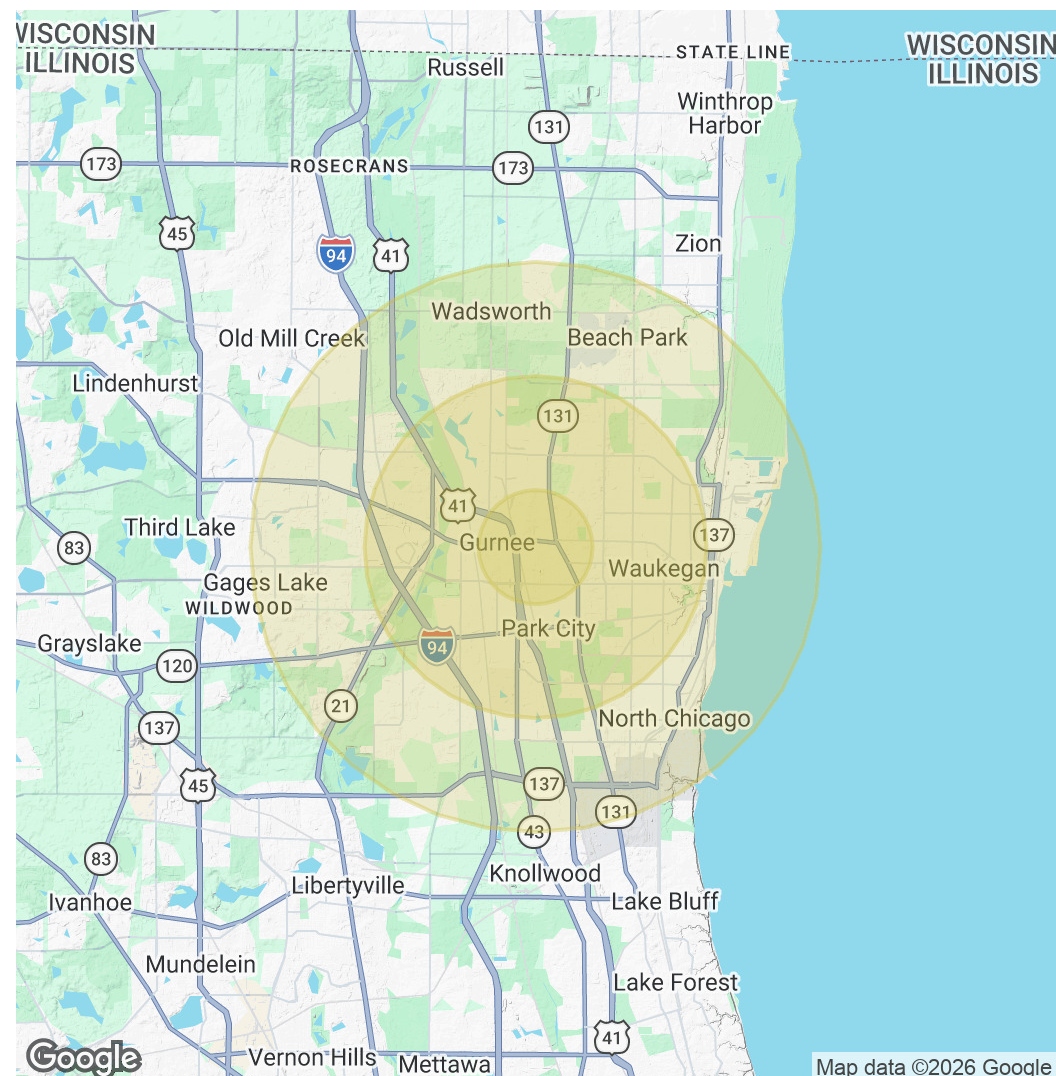 WISCONSIN
ILLINOIS
STATE LINE
WISCONSIN
ILLINOIS
Russell
Winthrop
Harbor
131
173
ROSECRANS
173
45
Zion
94
41
Wadsworth
Old Mill Creek
Beach Park
Lindenhurst
131
41
Third Lake
137
83
Gurnee
Waukegan
Gages Lake
WILDWOOD
Park City
Grayslake
94
120
21
North Chicago
137
45
137
131
43
83
Knollwood
Libertyville
Ivanhoe
Lake Bluff
Mundelein
Lake Forest
41
Google
Vernon Hills
Mettawa
Map data ©2026 Google